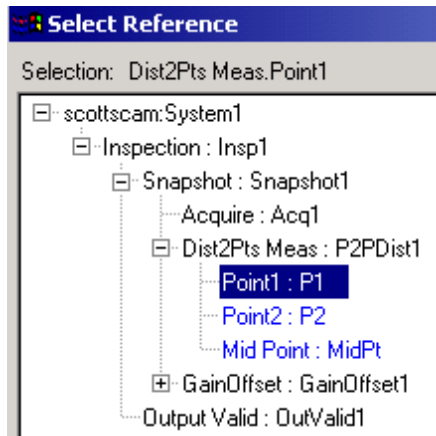 Select Reference
Selection: Dist2Pts Meas.Point1
scottscam:System1
Inspection : Insp1
Snapshot : Snapshot1
Acquire : Acq1
Dist2Pts Meas : P2PDist1
Point1 : P1
Point2 : P2
Mid Point : MidPt
GainOffset : GainOffset1
Output Valid : OutValid1